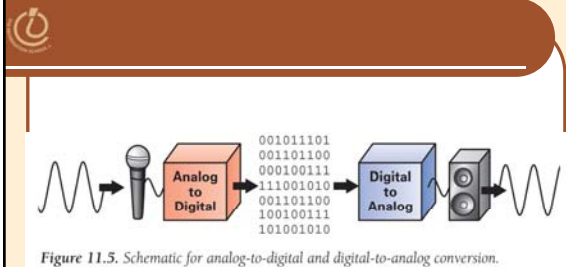 001011101
001101100
000100111
111001010
001101100
100100111
101001010
Analog
to
Digital
Digital
to
Analog
Figure 11.5. Schematic for analog-to-digital and digital-to-analog conversion.